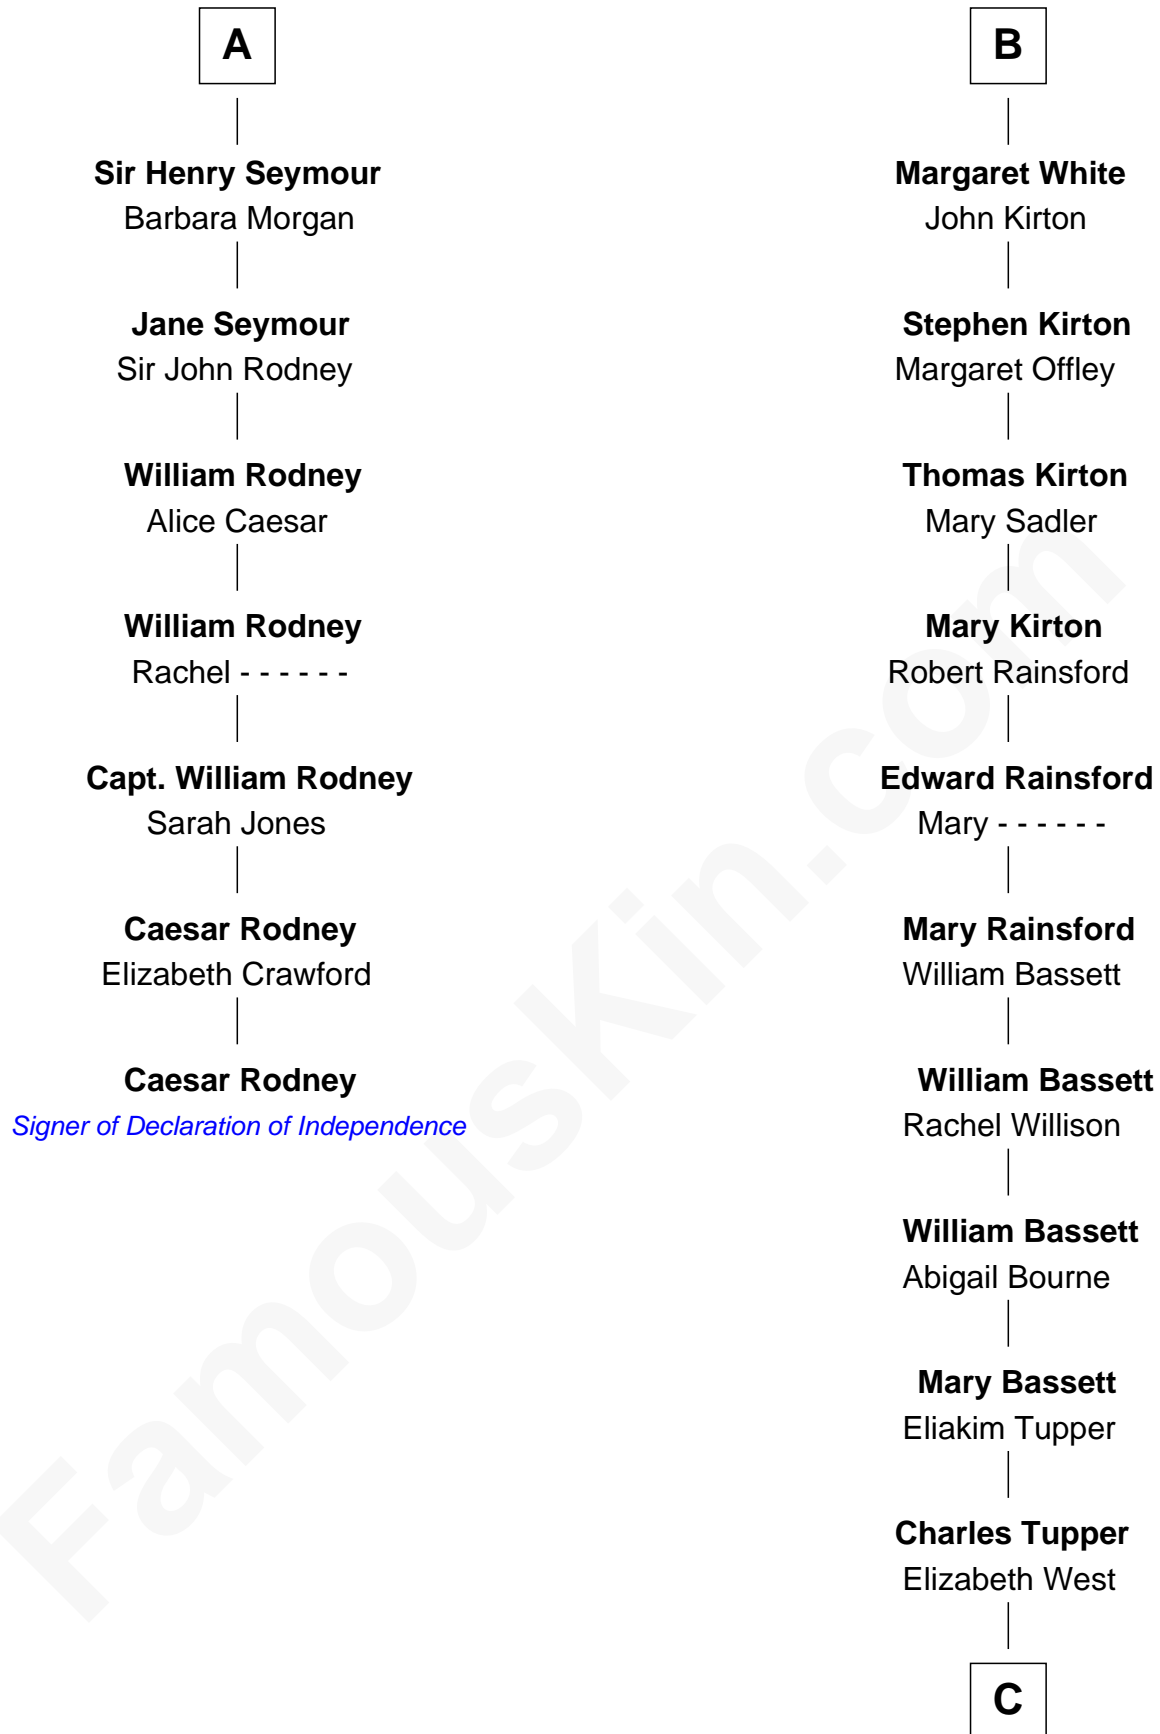 A
Sir Henry Seymour
Barbara Morgan
Jane Seymour
Sir John Rodney
William Rodney
Alice Caesar
William Rodney
Rachel - - - - - -
Capt. William Rodney
Sarah Jones
Caesar Rodney
Elizabeth Crawford
Caesar Rodney
Signer of Declaration of Independence
B
Margaret White
John Kirton
Stephen Kirton
Margaret Offley
Thomas Kirton
Mary Sadler
Mary Kirton
Robert Rainsford
Edward Rainsford
Mary - - - - - -
Mary Rainsford
William Bassett
William Bassett
Rachel Willison
William Bassett
Abigail Bourne
Mary Bassett
Eliakim Tupper
Charles Tupper
Elizabeth West
C
FamousKin.com